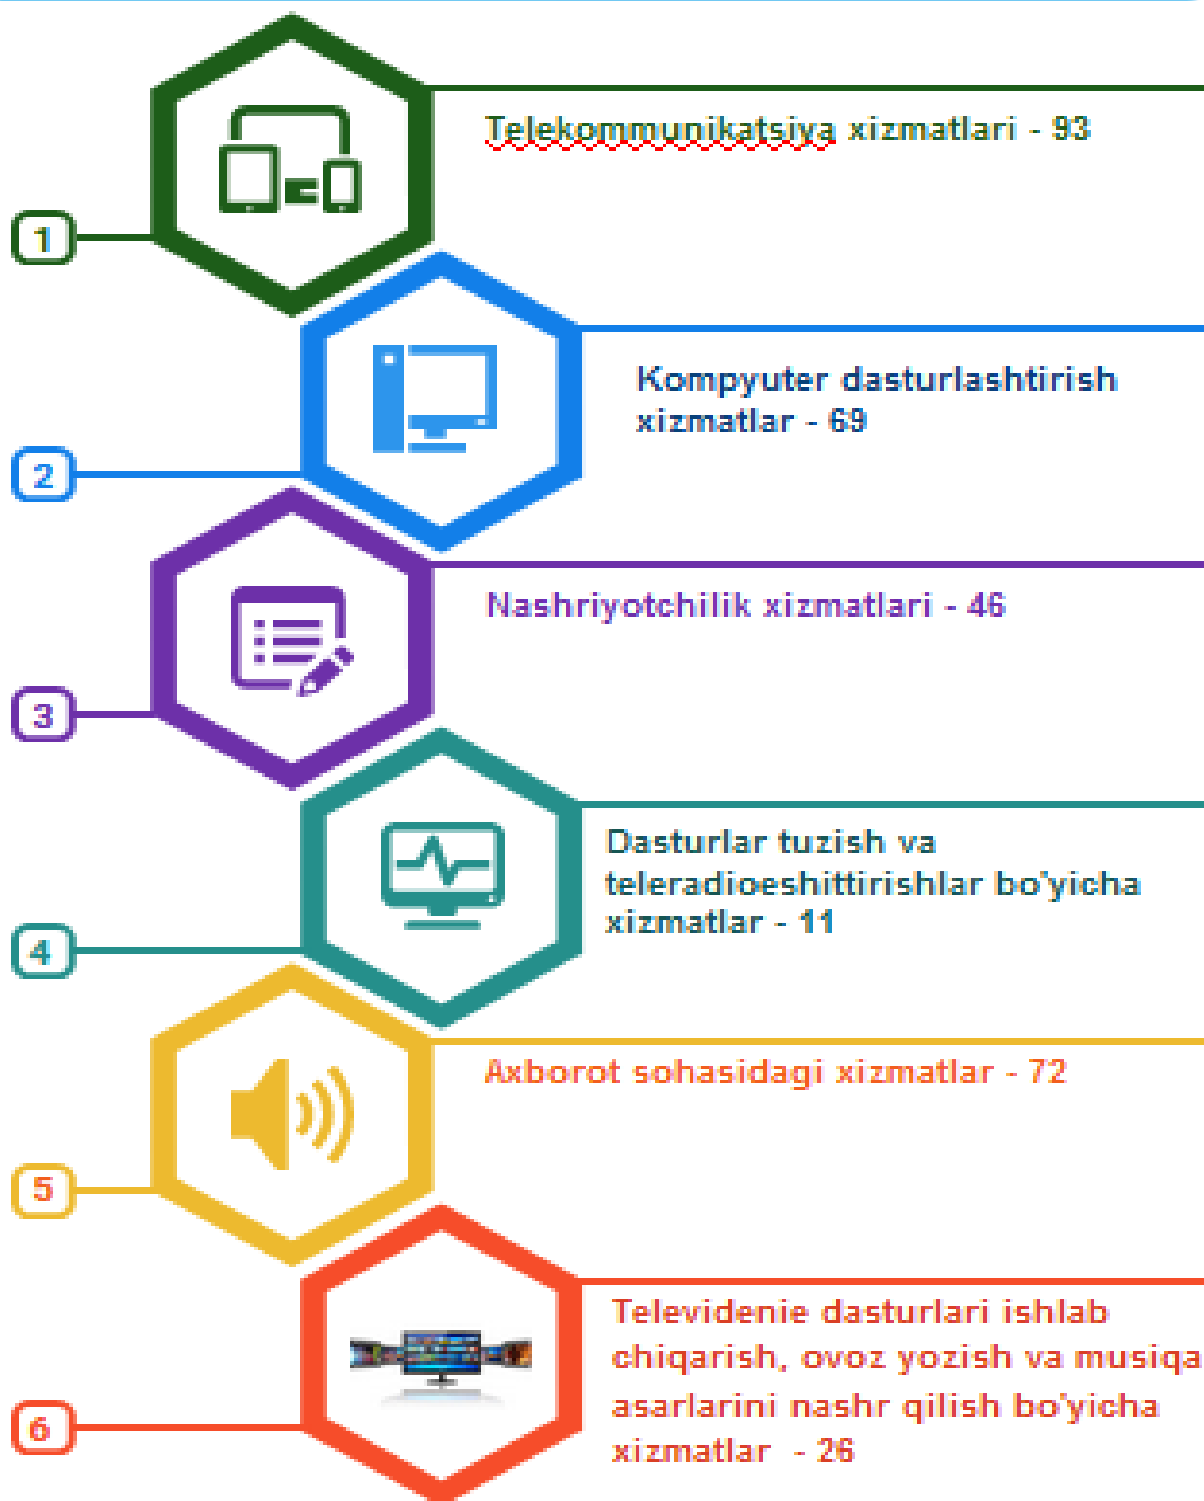 Telekommunikatsiya xizmatlari - 93
1
Kompyuter dasturlashtirish
xizmatlar - 69
2
Nashriyotchilik xizmatlari - 46
3
Dasturlar tuzish va
teleradioeshittirishlar bo'yicha
xizmatlar - 11
4
Axborot sohasidagi xizmatlar - 72
5
Televidenie dasturlari ishlab
chiqarish, ovoz yozish va musiqa
asarlarini nashr qilish bo'yicha
xizmatlar - 26
6